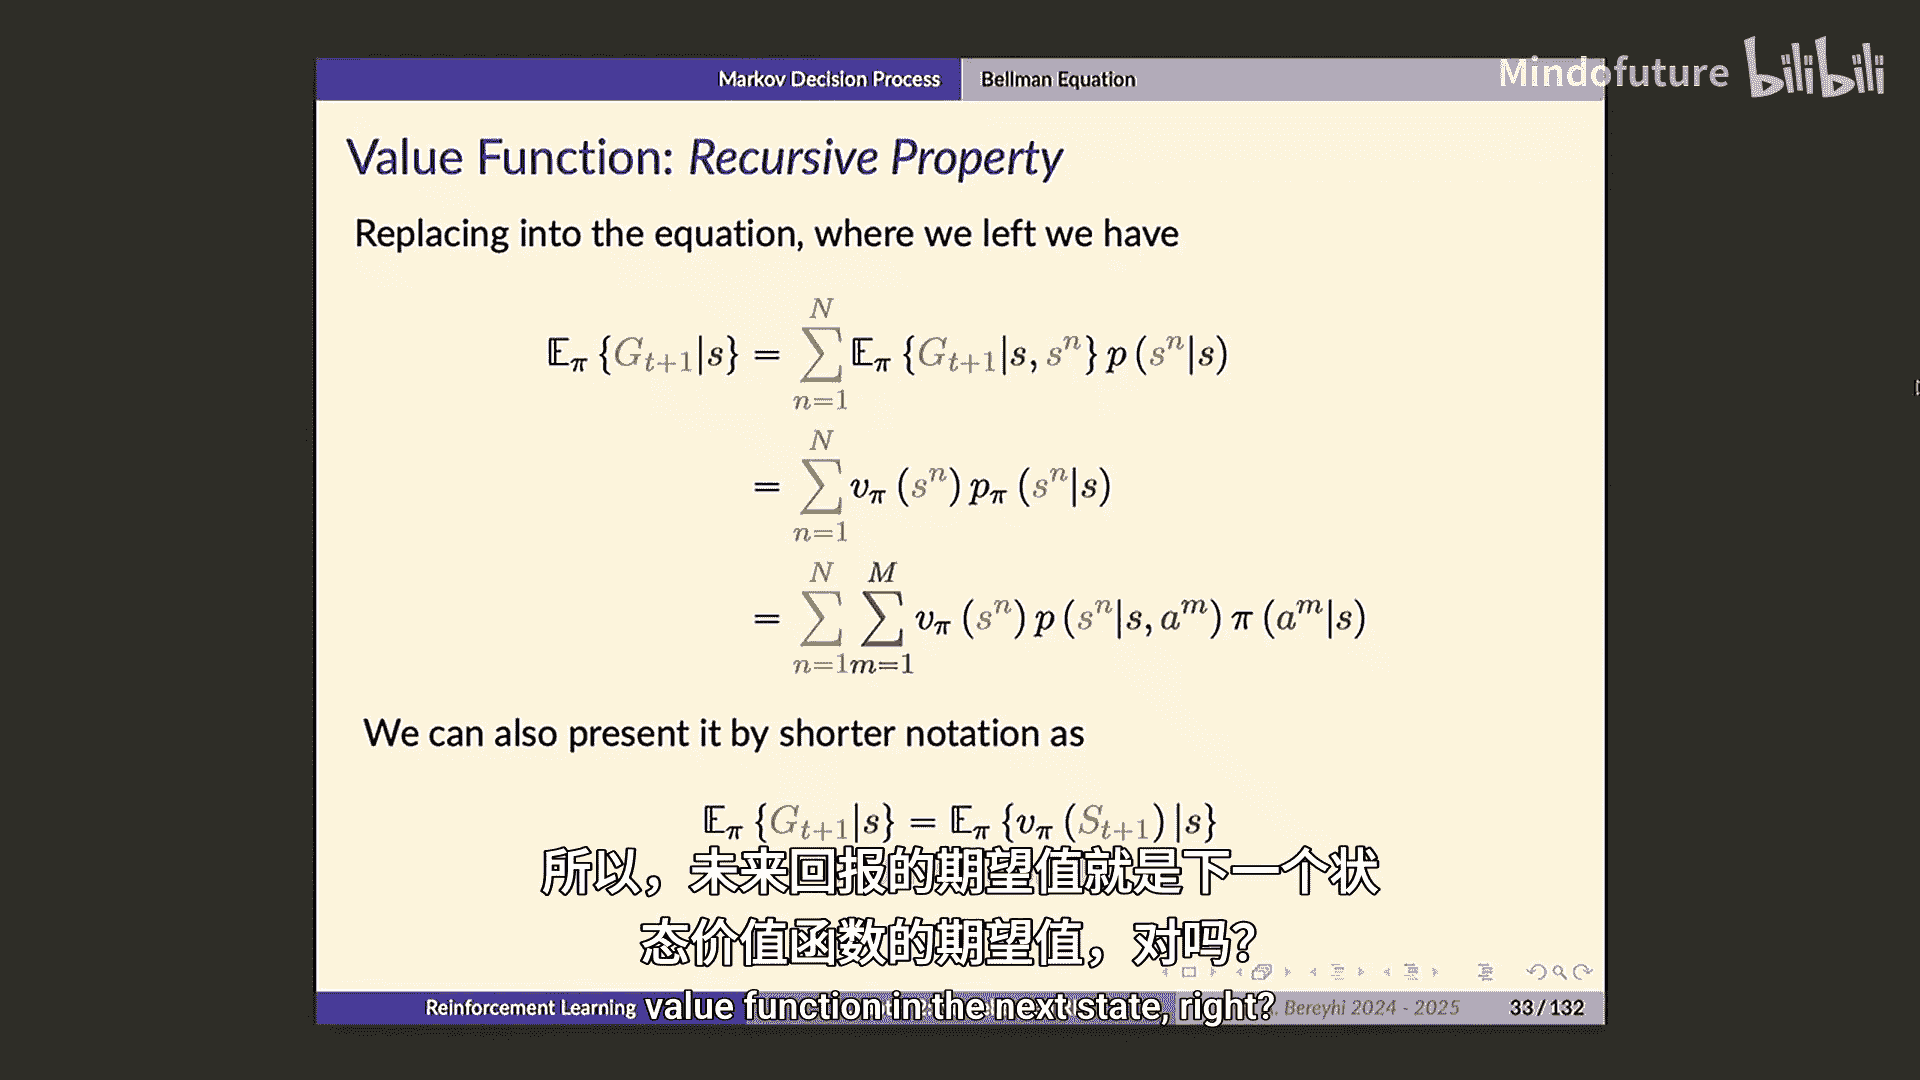 Mindofuture bilibili
Markov Decision Process Bellman Equation
Value Function: Recursive Property
Replacing into the equation, where we left we have
𝔼_π {G_{t+1}|s} = ∑_{n=1}^{N} 𝔼_π {G_{t+1}|s, s^n} p (s^n|s)
= ∑_{n=1}^{N} v_π (s^n) p_π (s^n|s)
= ∑_{n=1}^{N} ∑_{m=1}^{M} v_π (s^n) p (s^n|s, a^m) π (a^m|s)
We can also present it by shorter notation as
𝔼_π {G_{t+1}|s} = 𝔼_π {v_π (S_{t+1}) |s}
所以，未来回报的期望值就是下一个状
态价值函数的期望值，对吗？
value function in the next state, right?
Reinforcement Learning Bereyhi 2024 - 2025 33 / 132